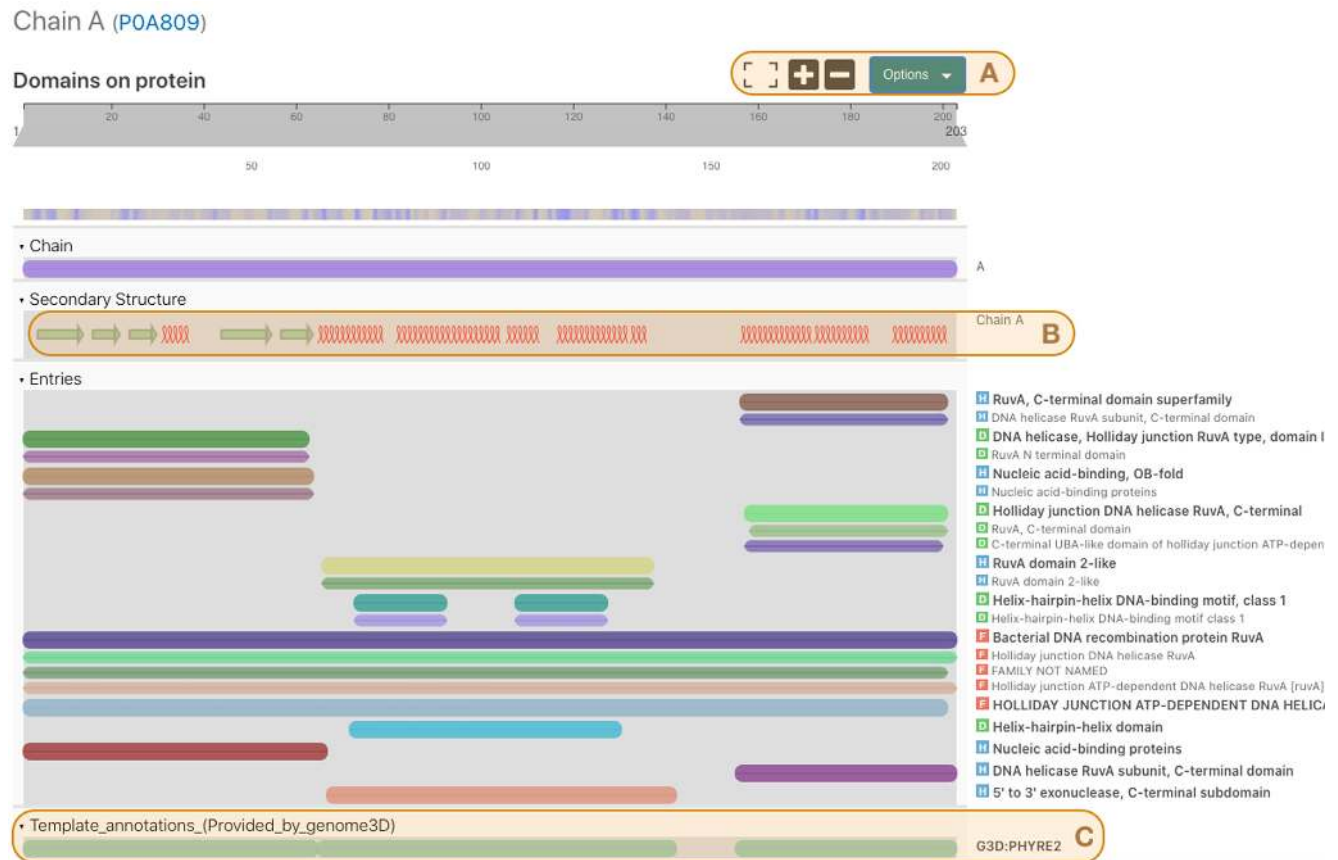 Chain A (P0A809)
Domains on protein
Options
A
20 40 60 80 100 120 140 160 180 200
1 203
50 100 150 200
Chain
A
Secondary Structure
Chain A
B
Entries
H RuvA, C-terminal domain superfamily
H DNA helicase RuvA subunit, C-terminal domain
D DNA helicase, Holliday junction RuvA type, domain I
D RuvA N terminal domain
H Nucleic acid-binding, OB-fold
H Nucleic acid-binding proteins
D Holliday junction DNA helicase RuvA, C-terminal
D RuvA, C-terminal domain
D C-terminal UBA-like domain of holliday junction ATP-depen
H RuvA domain 2-like
H RuvA domain 2-like
D Helix-hairpin-helix DNA-binding motif, class 1
D Helix-hairpin-helix DNA-binding motif class 1
F Bacterial DNA recombination protein RuvA
F Holliday junction DNA helicase RuvA
F FAMILY NOT NAMED
F Holliday junction ATP-dependent DNA helicase RuvA [ruvA]
F HOLLIDAY JUNCTION ATP-DEPENDENT DNA HELICA
D Helix-hairpin-helix domain
H Nucleic acid-binding proteins
H DNA helicase RuvA subunit, C-terminal domain
H 5' to 3' exonuclease, C-terminal subdomain
Template_annotations_(Provided_by_genome3D)
G3D:PHYRE2
C